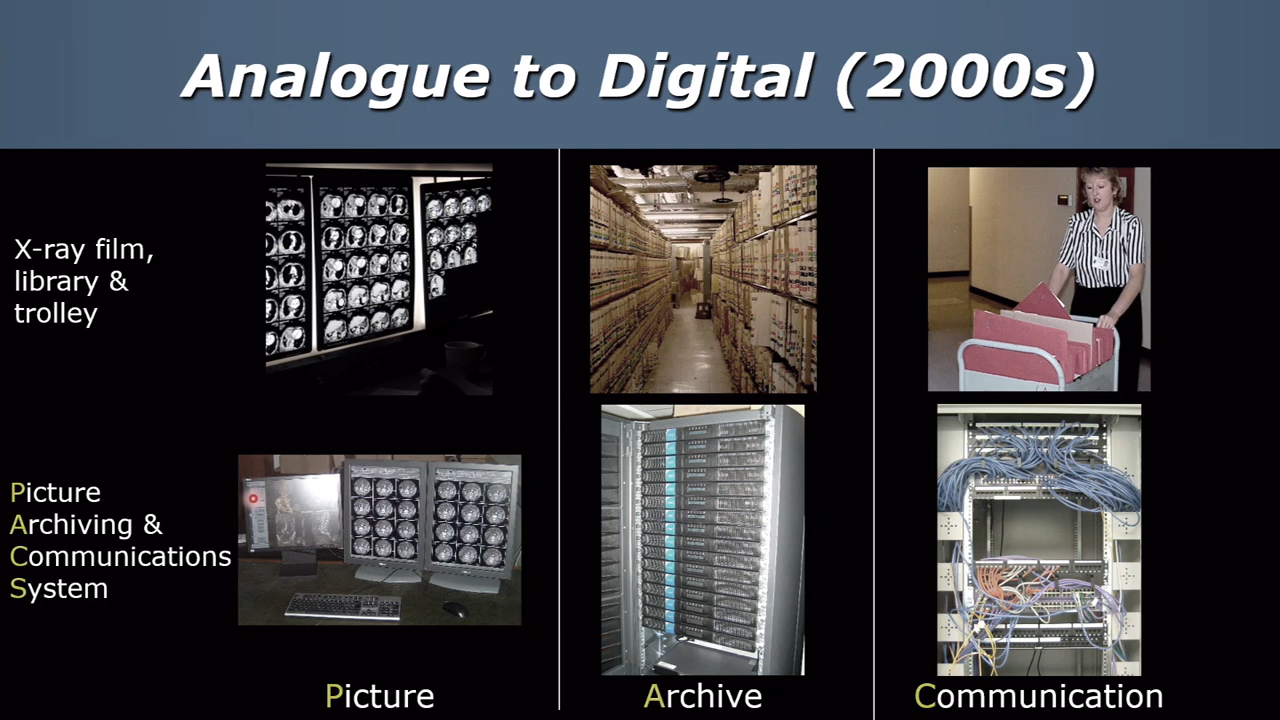 Analogue to Digital (2000s)
X-ray film,
library &
trolley
Picture
Archiving &
Communications
System
Picture
Archive
Communication